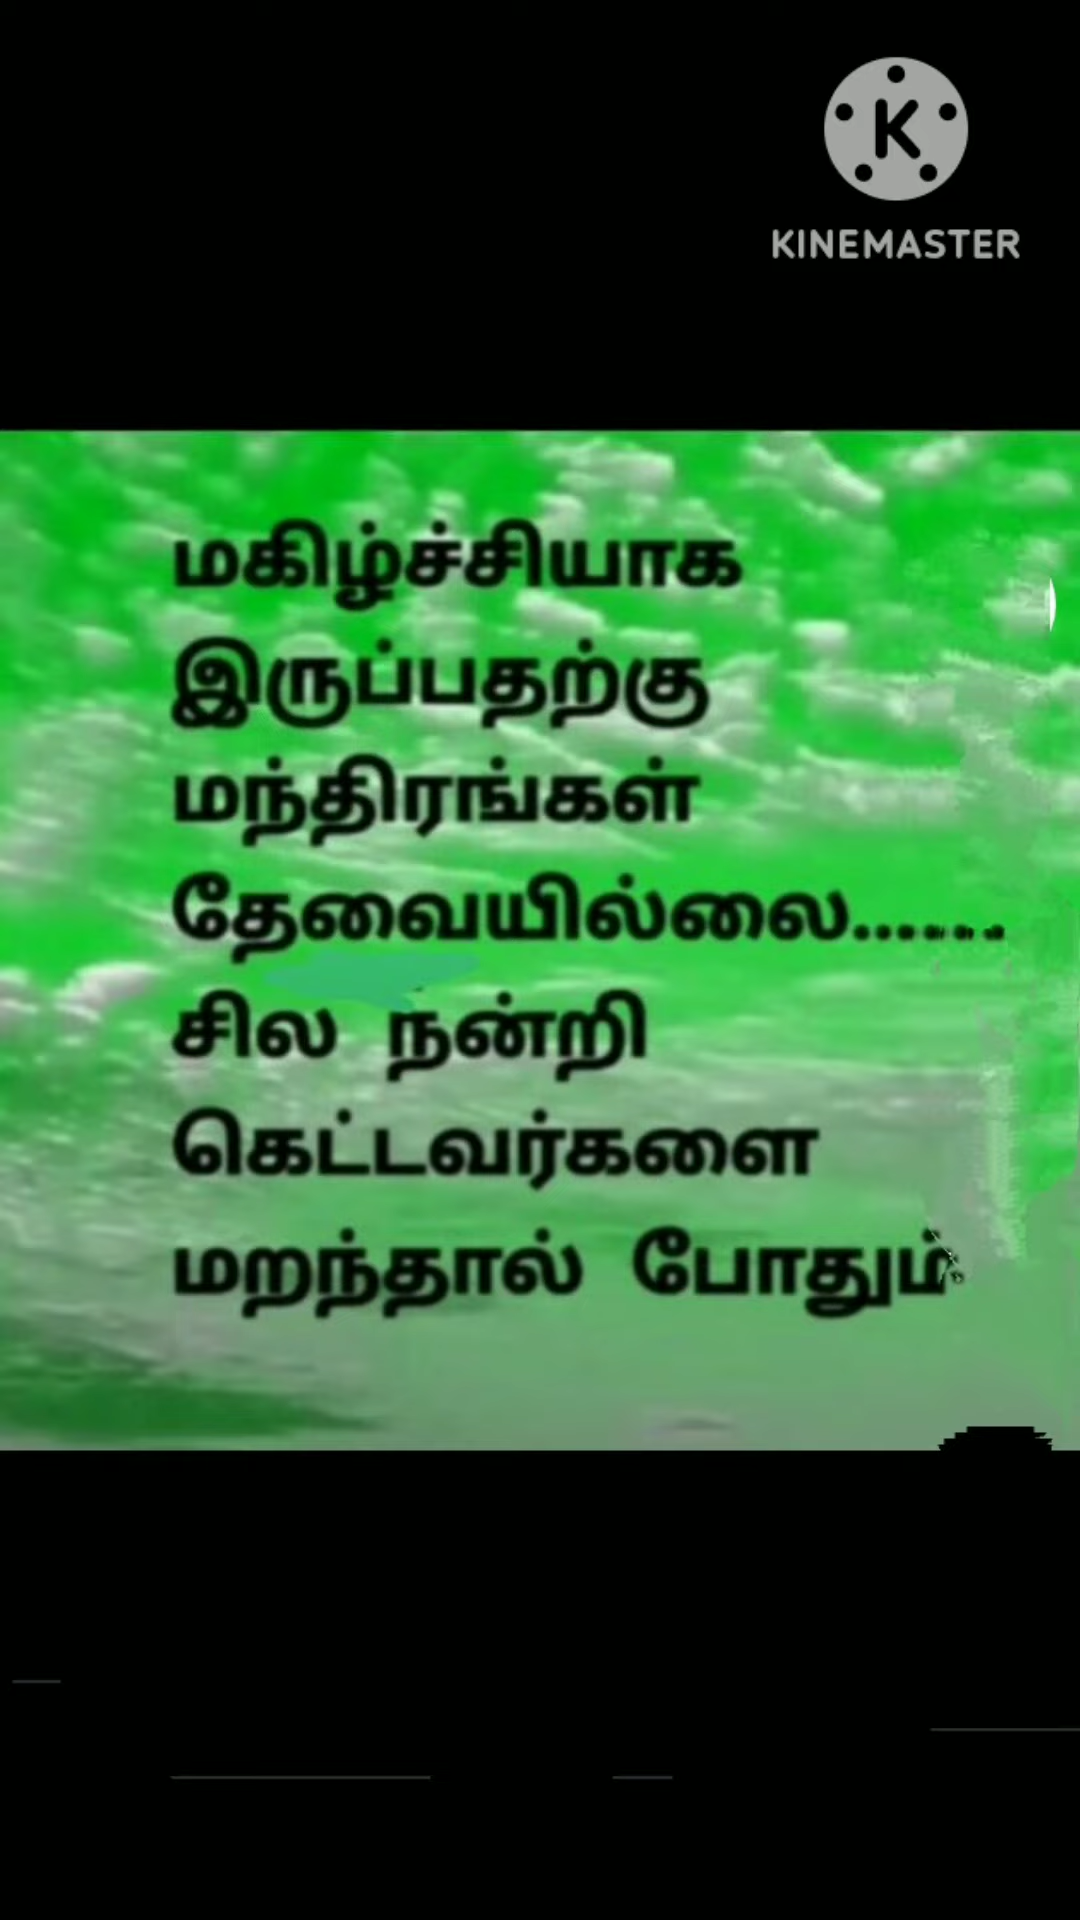 KINEMASTER
மகிழ்ச்சியாக
இருப்பதற்கு
மந்திரங்கள்
தேவையில்லை......
சில நன்றி
கெட்டவர்களை
மறந்தால் போதும்